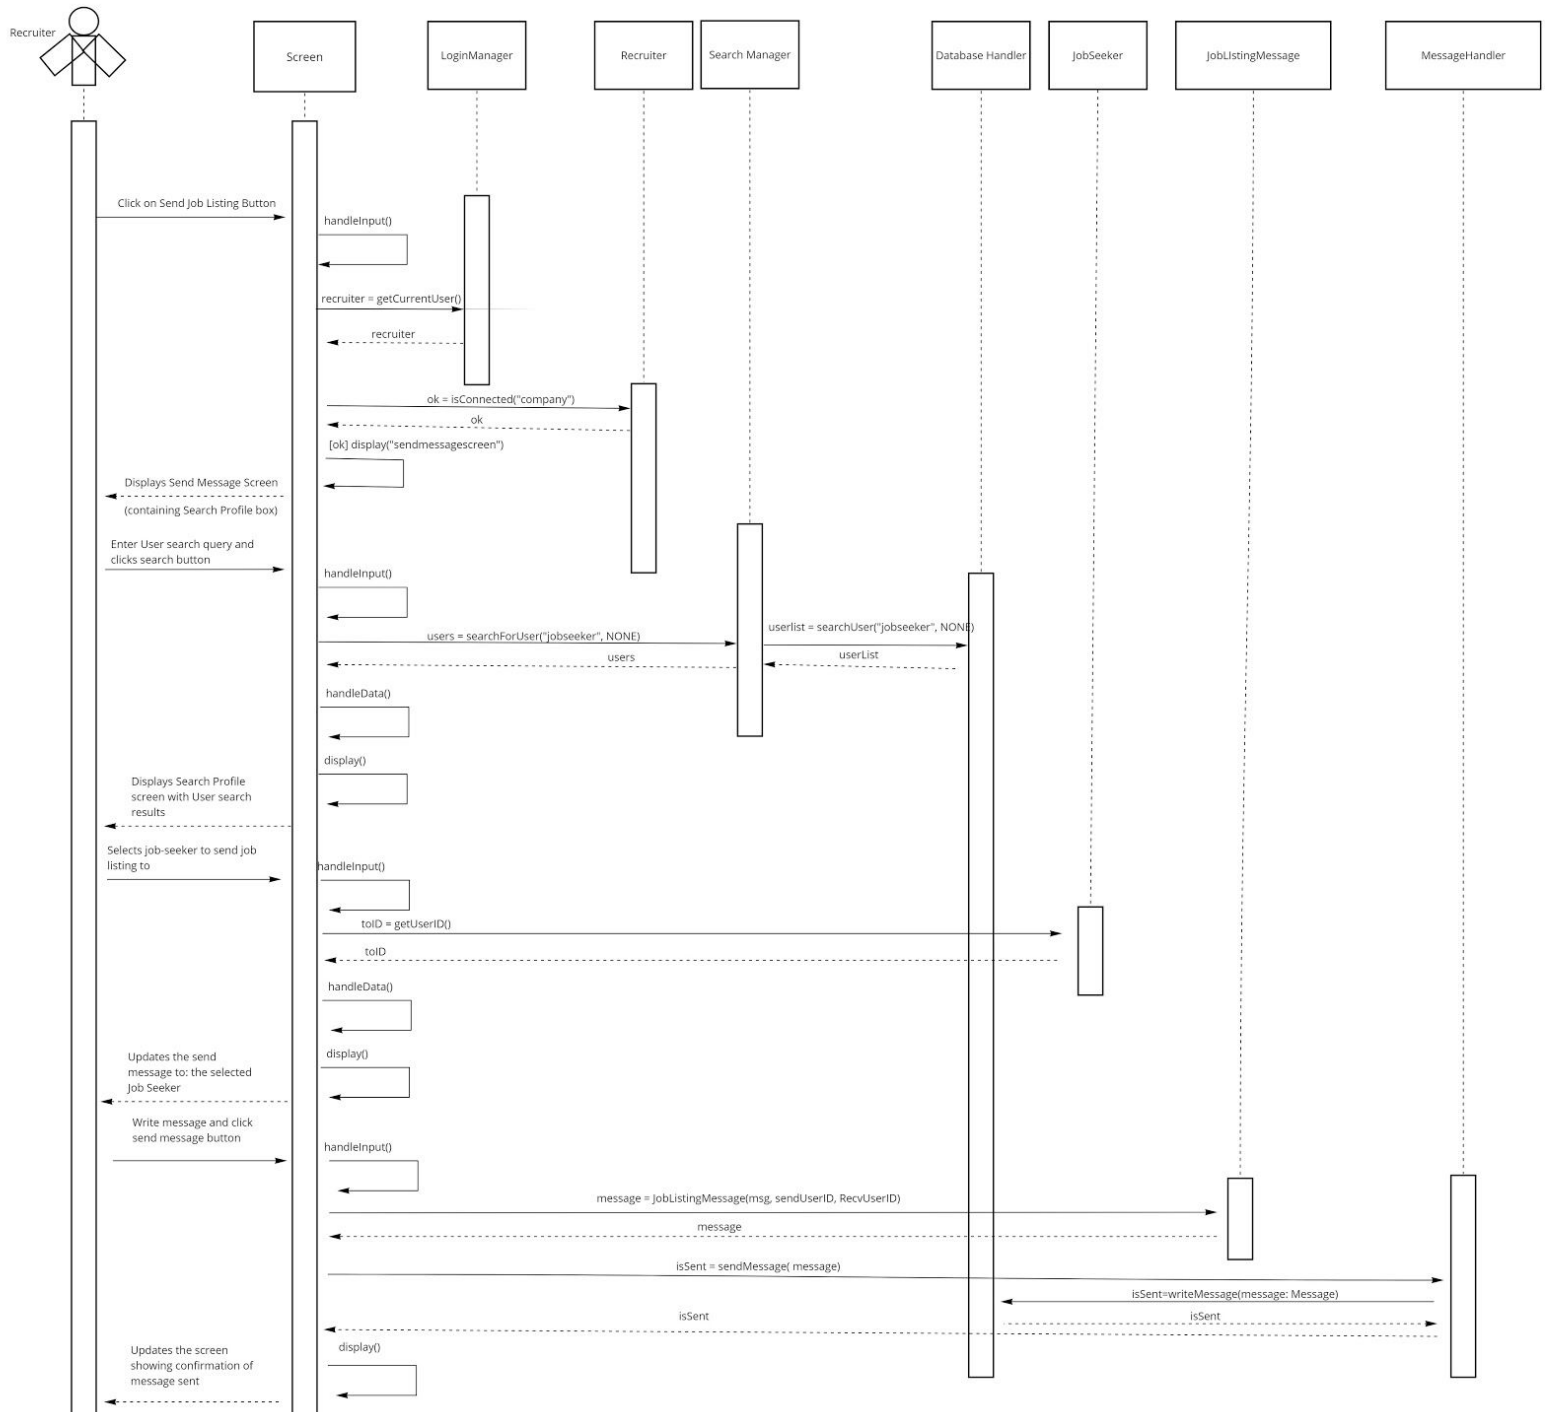 Recruiter
Screen
LoginManager
Recruiter
Search Manager
Database Handler
JobSeeker
JobLIstingMessage
MessageHandler
Click on Send Job Listing Button
handleInput()
recruiter = getCurrentUser()
recruiter
ok = isConnected("company")
ok
[ok] display("sendmessagescreen")
Displays Send Message Screen
(containing Search Profile box)
Enter User search query and
clicks search button
handleInput()
users = searchForUser("jobseeker", NONE)
userlist = searchUser("jobseeker", NONE)
userList
users
handleData()
display()
Displays Search Profile
screen with User search
results
Selects job-seeker to send job
listing to
handleInput()
toID = getUserID()
toID
handleData()
display()
Updates the send
message to: the selected
Job Seeker
Write message and click
send message button
handleInput()
message = JobListingMessage(msg, sendUserID, RecvUserID)
message
isSent = sendMessage( message)
isSent=writeMessage(message: Message)
isSent
isSent
display()
Updates the screen
showing confirmation of
message sent